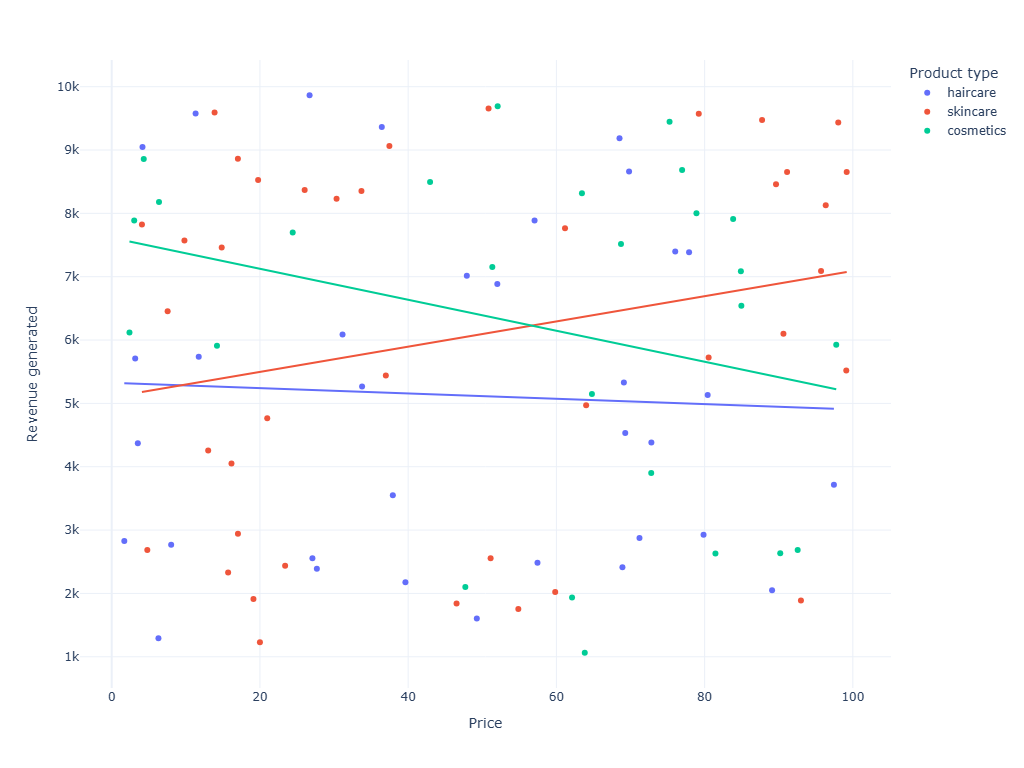 Product type
haircare
skincare
cosmetics
Revenue generated
10k
9k
8k
7k
6k
5k
4k
3k
2k
1k
0 20 40 60 80 100
Price